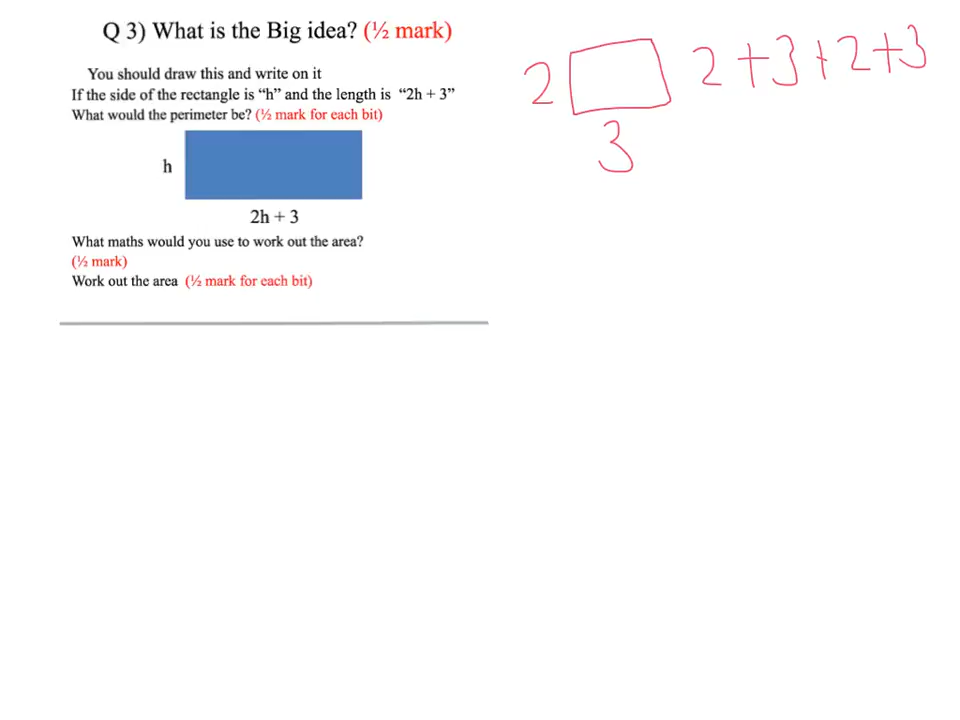 Q 3) What is the Big idea? (½ mark)
You should draw this and write on it
If the side of the rectangle is “h” and the length is “2h + 3”
What would the perimeter be? (½ mark for each bit)
h
2h + 3
What maths would you use to work out the area?
(½ mark)
Work out the area (½ mark for each bit)
2
3
2+3+2+3